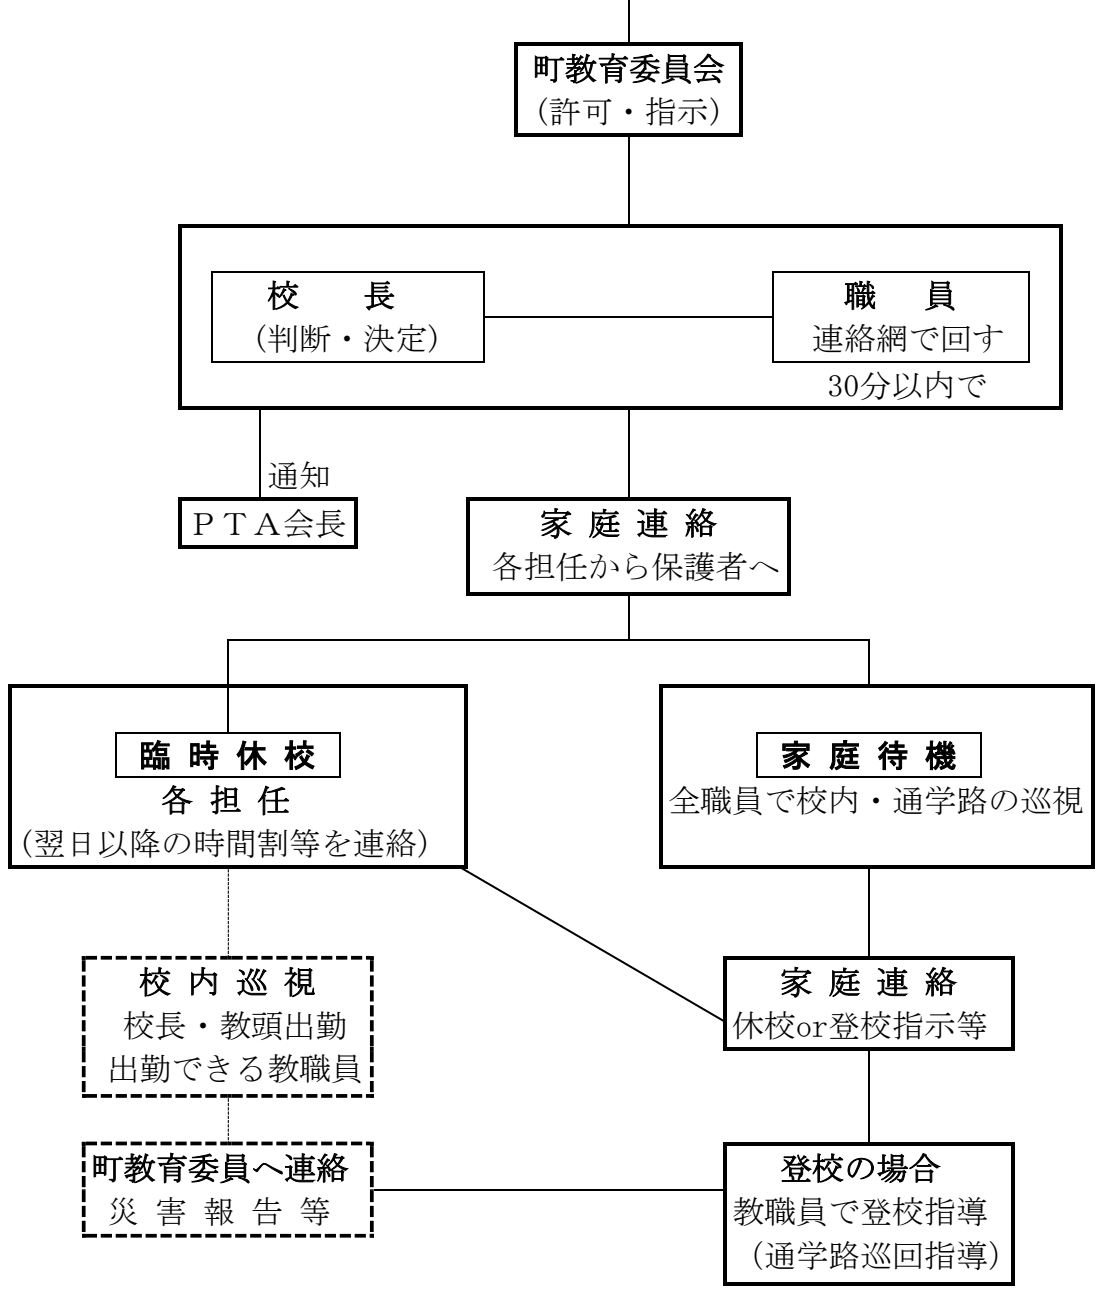 町教育委員会
(許可・指示)
校　長
(判断・決定)
職　員
連絡網で回す
30分以内で
通知
ＰＴＡ会長
家庭連絡
各担任から保護者へ
臨時休校
各担任
(翌日以降の時間割等を連絡)
家庭待機
全職員で校内・通学路の巡視
校内巡視
校長・教頭出勤
出勤できる教職員
家庭連絡
休校or登校指示等
町教育委員へ連絡
災害報告等
登校の場合
教職員で登校指導
(通学路巡回指導)